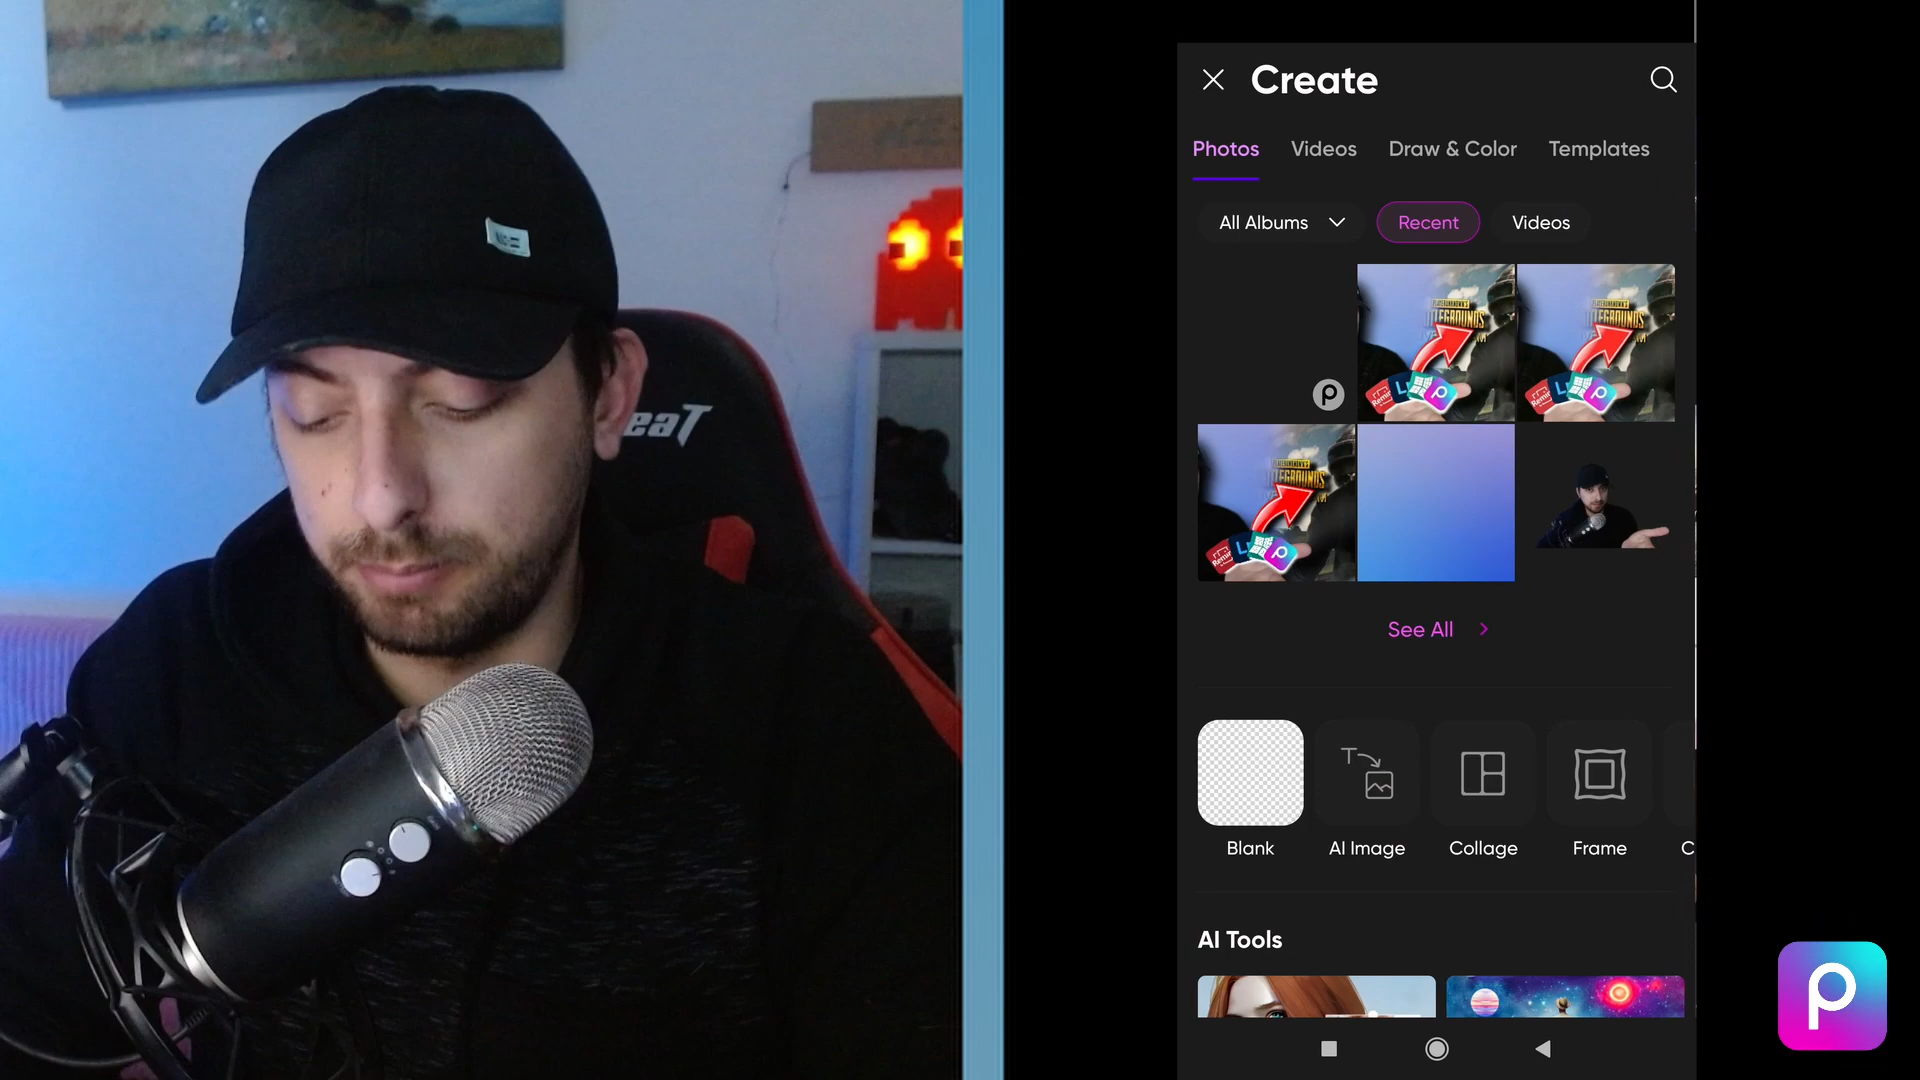 Create
Photos
Videos
Draw & Color
Templates
All Albums
Recent
Videos
See All
Blank
AI Image
Collage
Frame
C
AI Tools
eaT